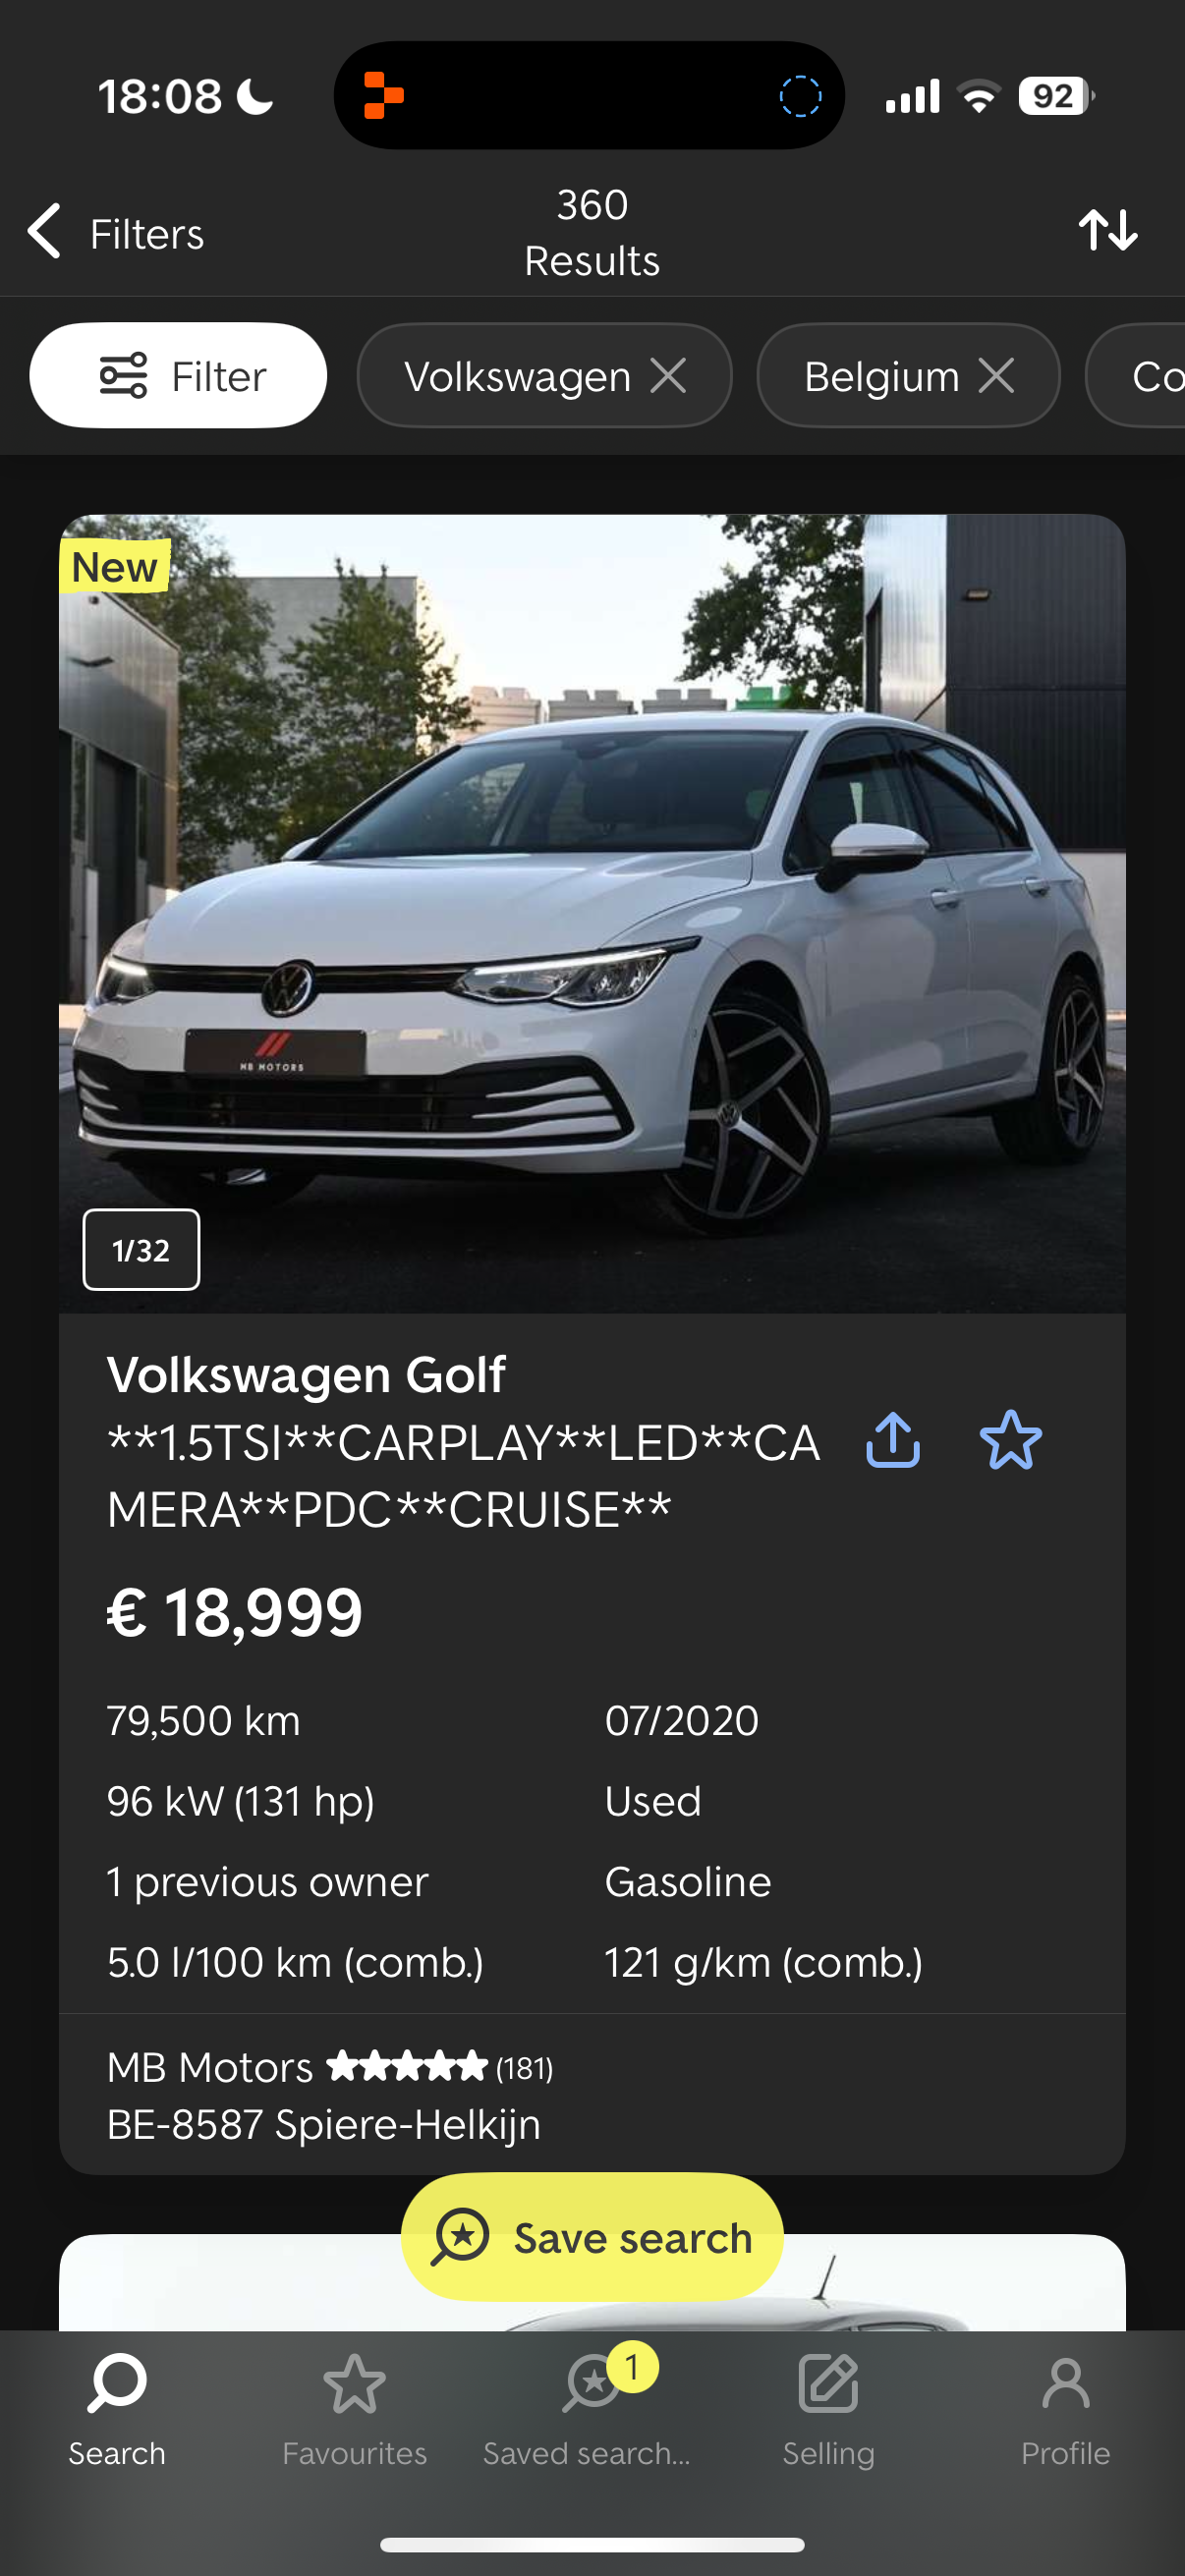 18:08
92
Filters
360
Results
Filter
Volkswagen
Belgium
Co
New
MB MOTORS
1/32
Volkswagen Golf
**1.5TSI**CARPLAY**LED**CA
MERA**PDC**CRUISE**
€ 18,999
79,500 km
07/2020
96 kW (131 hp)
Used
1 previous owner
Gasoline
5.0 l/100 km (comb.)
121 g/km (comb.)
MB Motors (181)
BE-8587 Spiere-Helkijn
Save search
1
Search
Favourites
Saved search...
Selling
Profile